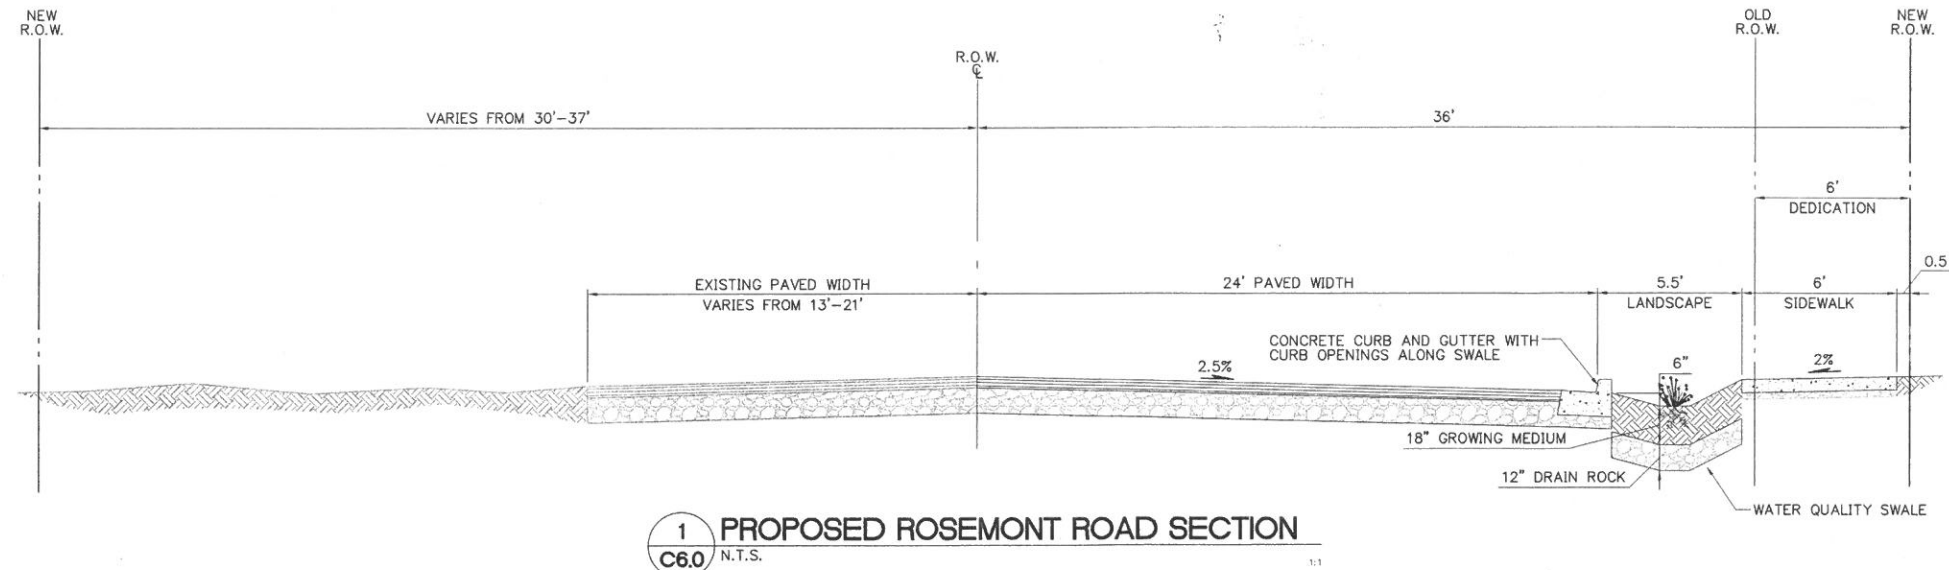 NEW
R.O.W.
OLD
R.O.W.
NEW
R.O.W.
R.O.W.
℄
VARIES FROM 30'-37'
36'
6'
DEDICATION
0.5
EXISTING PAVED WIDTH
VARIES FROM 13'-21'
24' PAVED WIDTH
5.5'
LANDSCAPE
6'
SIDEWALK
CONCRETE CURB AND GUTTER WITH
CURB OPENINGS ALONG SWALE
2.5%
6"
2%
18" GROWING MEDIUM
12" DRAIN ROCK
WATER QUALITY SWALE
1
C6.0
PROPOSED ROSEMONT ROAD SECTION
N.T.S.
1:1